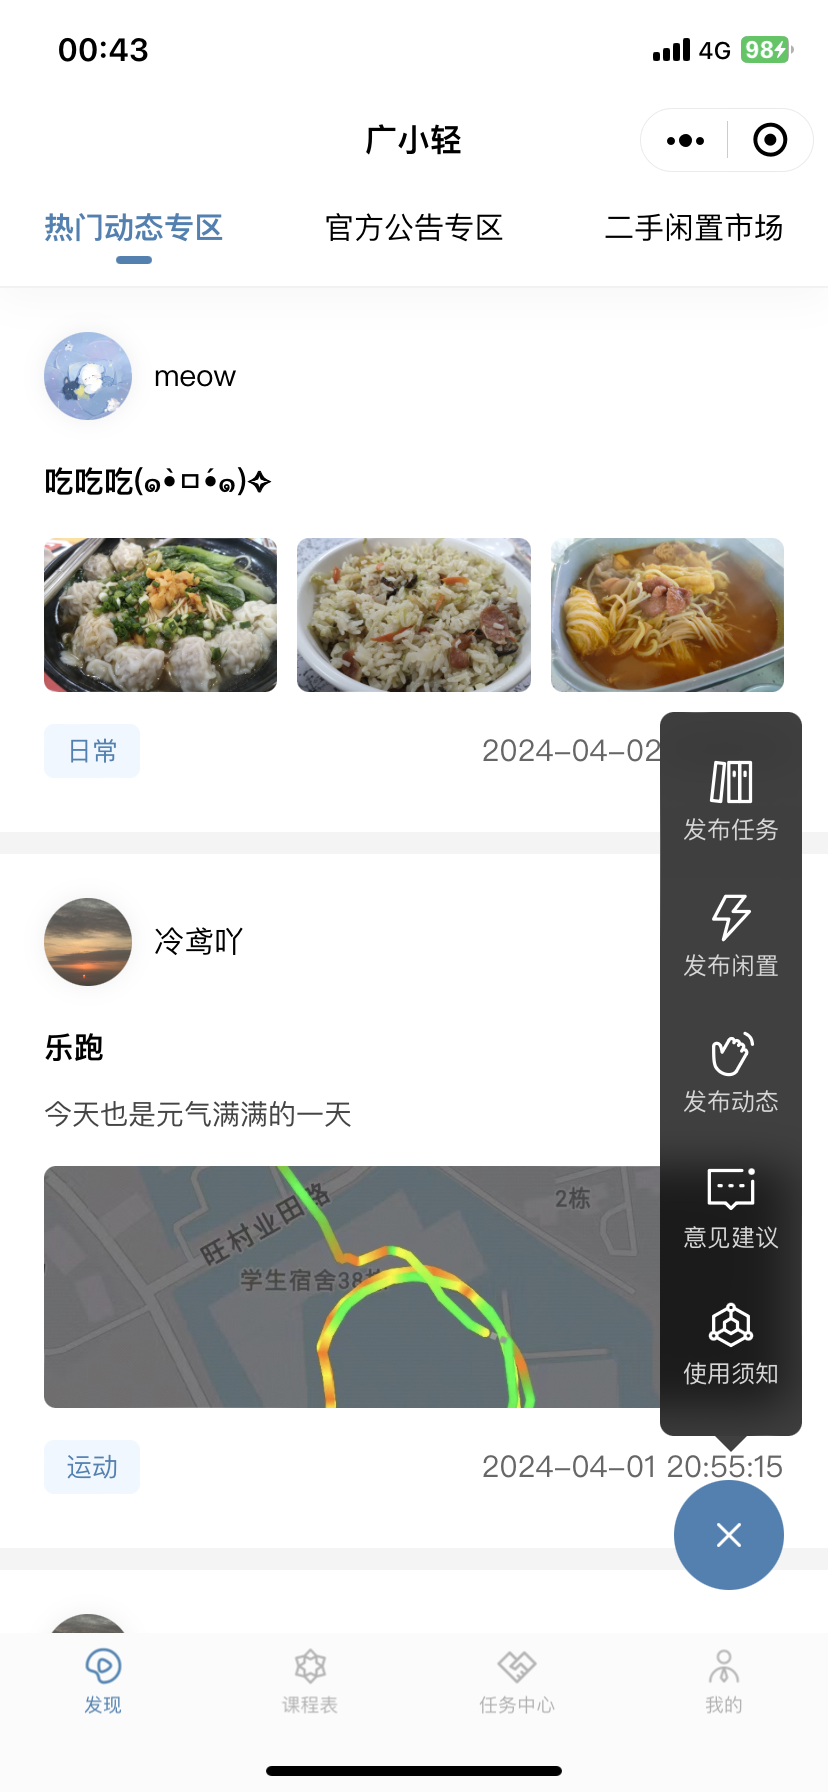 00:43
4G 98
广小轻
热门动态专区 官方公告专区 二手闲置市场
meow
吃吃吃(๑•̀ㅁ•́๑)✧
日常 2024-04-02
发布任务
冷鸢吖
发布闲置
乐跑
发布动态
今天也是元气满满的一天
旺村业田路
2栋
学生宿舍38栋
意见建议
使用须知
运动 2024-04-01 20:55:15
发现 课程表 任务中心 我的